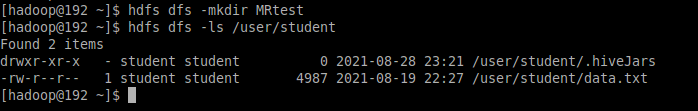 [hadoop@192 ~]$ hdfs dfs -mkdir MRtest
[hadoop@192 ~]$ hdfs dfs -ls /user/student
Found 2 items
drwxr-xr-x   - student student          0 2021-08-28 23:21 /user/student/.hiveJars
-rw-r--r--   1 student student       4987 2021-08-19 22:27 /user/student/data.txt
[hadoop@192 ~]$